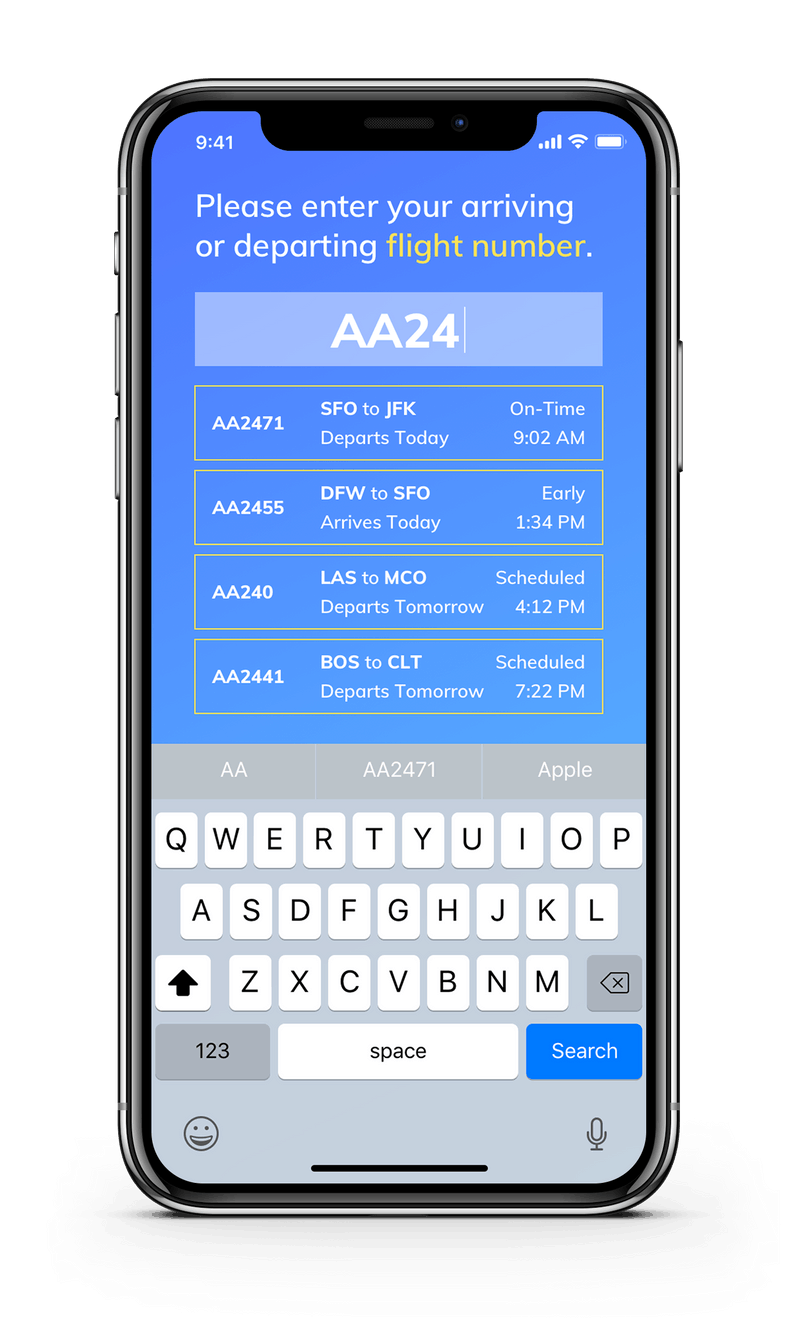 9:41
Please enter your arriving
or departing flight number.
AA24
AA2471 SFO to JFK On-Time
Departs Today 9:02 AM
AA2455 DFW to SFO Early
Arrives Today 1:34 PM
AA240 LAS to MCO Scheduled
Departs Tomorrow 4:12 PM
AA2441 BOS to CLT Scheduled
Departs Tomorrow 7:22 PM
AA AA2471 Apple
Q W E R T Y U I O P
A S D F G H J K L
Z X C V B N M
123 space Search